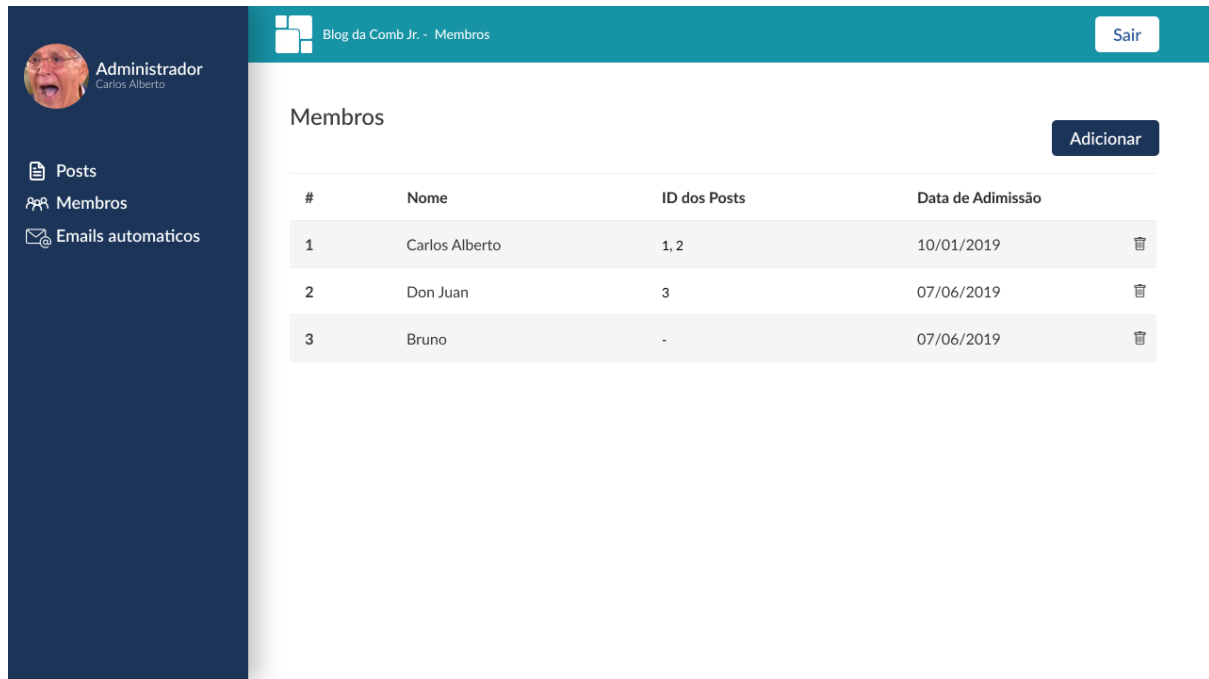 Administrador
Carlos Alberto
Posts
Membros
Emails automaticos
Blog da Comb Jr. - Membros
Sair
Membros
Adicionar
# Nome ID dos Posts Data de Adimissão
1 Carlos Alberto 1, 2 10/01/2019
2 Don Juan 3 07/06/2019
3 Bruno - 07/06/2019